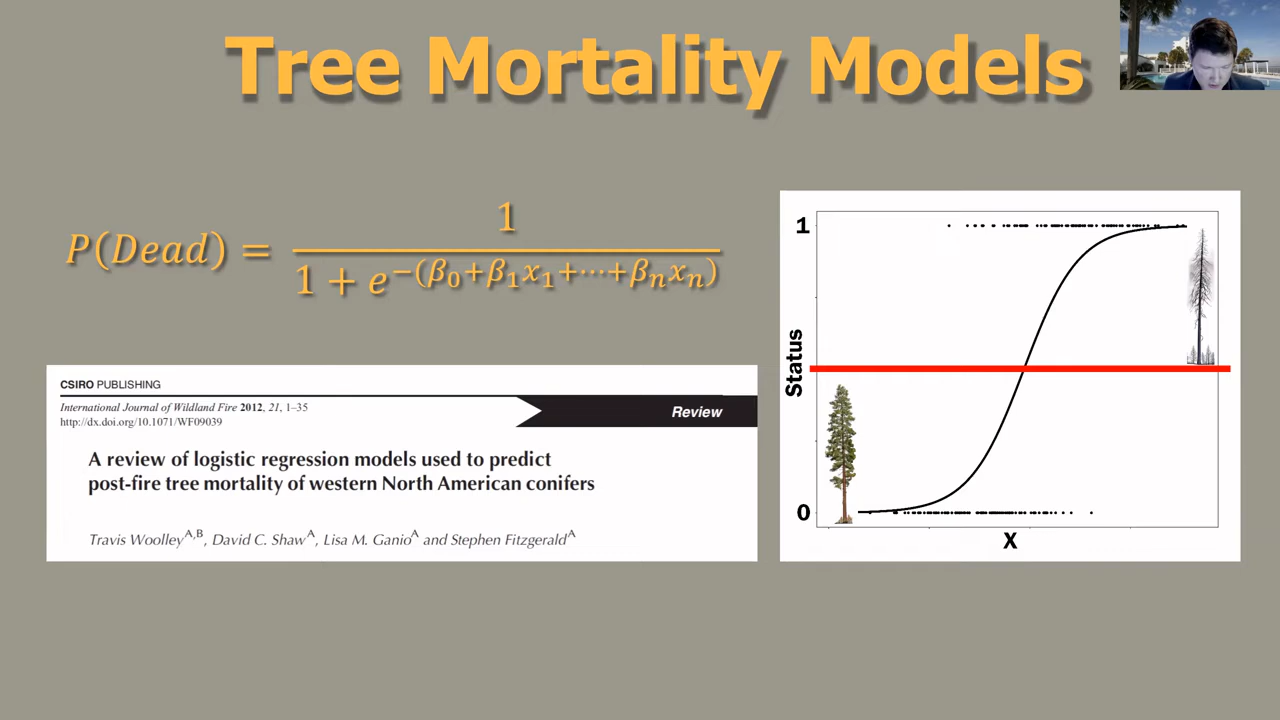 Tree Mortality Models
P(Dead) = 1 / (1 + e^−(β₀+β₁x₁+⋯+βₙxₙ))
CSIRO PUBLISHING
International Journal of Wildland Fire 2012, 21, 1–35
http://dx.doi.org/10.1071/WF09039
Review
A review of logistic regression models used to predict
post-fire tree mortality of western North American conifers
Travis Woolley^A,B, David C. Shaw^A, Lisa M. Ganio^A and Stephen Fitzgerald^A
1
Status
0
X